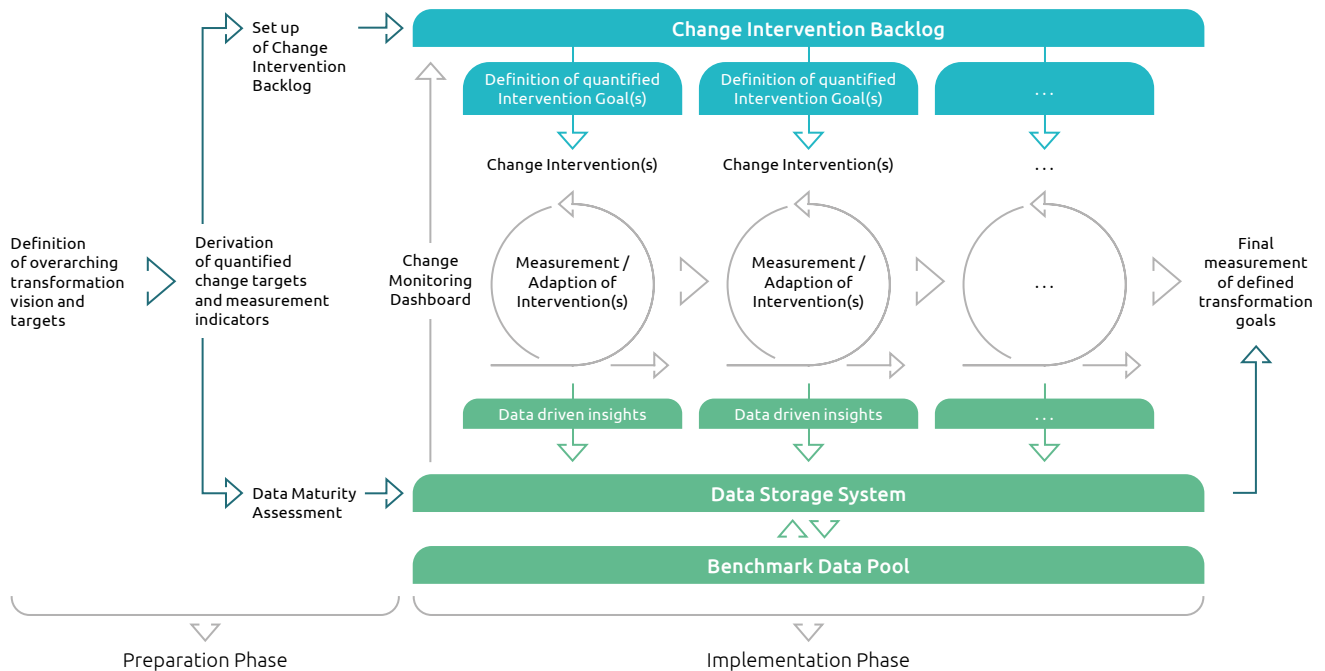 Set up
of Change
Intervention
Backlog
Change Intervention Backlog
Definition of quantified
Intervention Goal(s)
Definition of quantified
Intervention Goal(s)
...
Change Intervention(s)
Change Intervention(s)
...
Definition
of overarching
transformation
vision and
targets
Derivation
of quantified
change targets
and measurement
indicators
Change
Monitoring
Dashboard
Measurement /
Adaption of
Intervention(s)
Measurement /
Adaption of
Intervention(s)
...
Final
measurement
of defined
transformation
goals
Data driven insights
Data driven insights
...
Data Maturity
Assessment
Data Storage System
Benchmark Data Pool
Preparation Phase
Implementation Phase